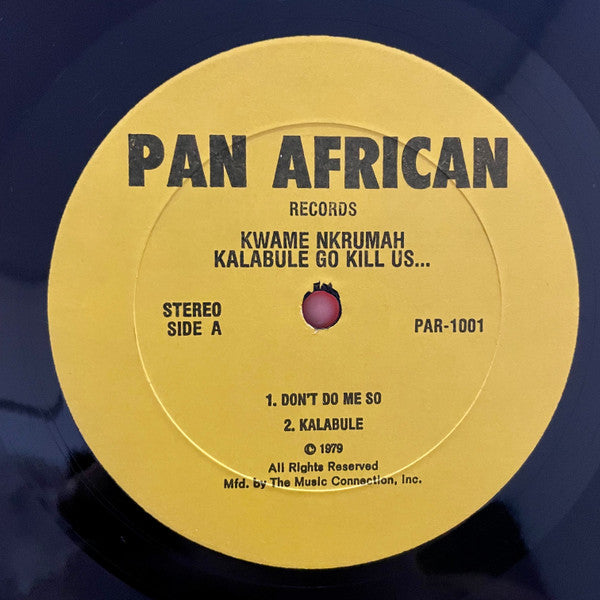 PAN AFRICAN
RECORDS
KWAME NKRUMAH
KALABULE GO KILL US...
STEREO
SIDE A
PAR-1001
1. DON'T DO ME SO
2. KALABULE
© 1979
All Rights Reserved
Mfd. by The Music Connection, Inc.